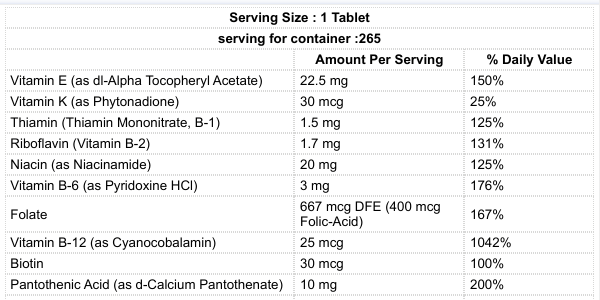 Serving Size : 1 Tablet
serving for container :265
Amount Per Serving % Daily Value
Vitamin E (as dl-Alpha Tocopheryl Acetate) 22.5 mg 150%
Vitamin K (as Phytonadione) 30 mcg 25%
Thiamin (Thiamin Mononitrate, B-1) 1.5 mg 125%
Riboflavin (Vitamin B-2) 1.7 mg 131%
Niacin (as Niacinamide) 20 mg 125%
Vitamin B-6 (as Pyridoxine HCl) 3 mg 176%
Folate 667 mcg DFE (400 mcg
Folic-Acid) 167%
Vitamin B-12 (as Cyanocobalamin) 25 mcg 1042%
Biotin 30 mcg 100%
Pantothenic Acid (as d-Calcium Pantothenate) 10 mg 200%